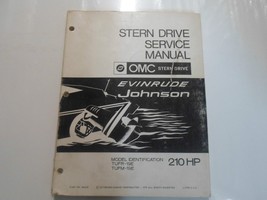 STERN DRIVE
SERVICE
MANUAL
OMC STERN DRIVE
EVINRUDE
Johnson
MODEL IDENTIFICATION
210 HP